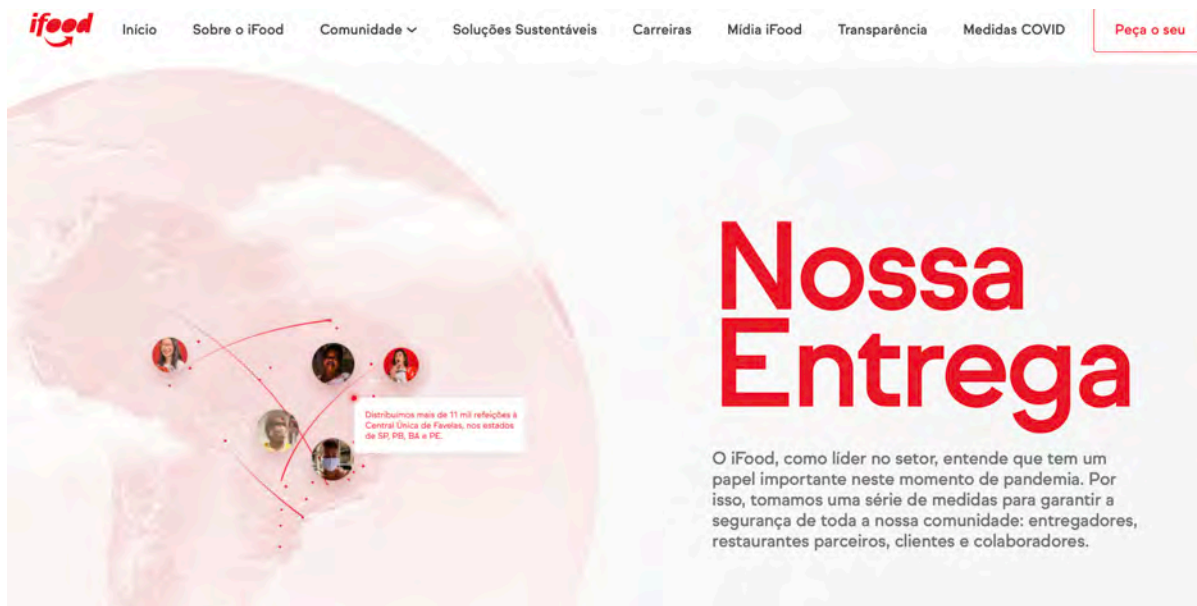 ifood
Início
Sobre o iFood
Comunidade
Soluções Sustentáveis
Carreiras
Mídia iFood
Transparência
Medidas COVID
Peça o seu
Nossa
Entrega
Distribuímos mais de 11 mil refeições à
Central Única de Favelas, nos estados
de SP, PB, BA e PE.
O iFood, como líder no setor, entende que tem um
papel importante neste momento de pandemia. Por
isso, tomamos uma série de medidas para garantir a
segurança de toda a nossa comunidade: entregadores,
restaurantes parceiros, clientes e colaboradores.